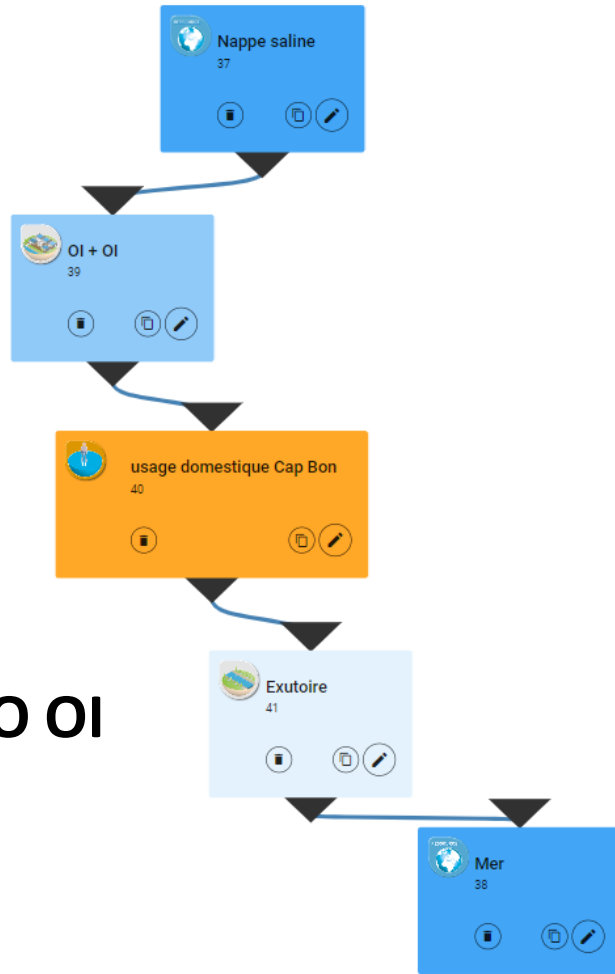 Nappe saline
37
OI + OI
39
usage domestique Cap Bon
40
Exutoire
41
O OI
Mer
38